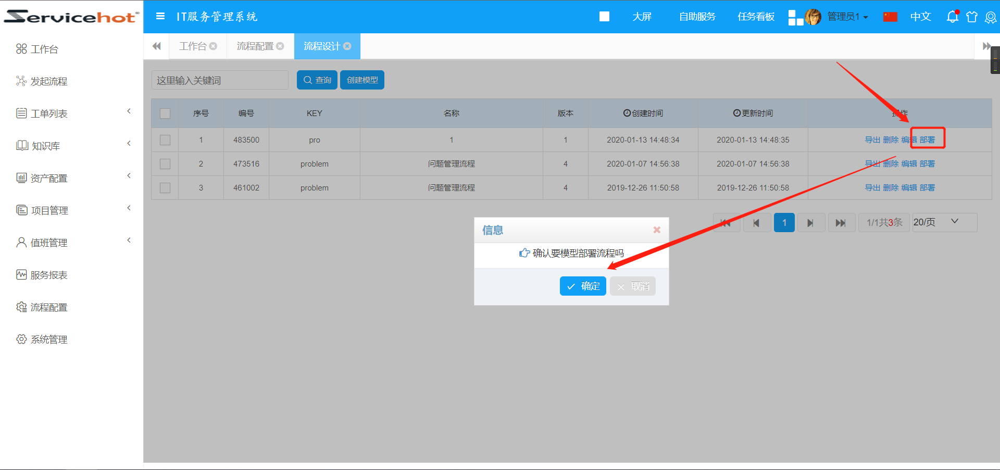 Servicehot
IT服务管理系统
大屏
自助服务
任务看板
管理员1
中文
工作台
流程配置
流程设计
工作台
发起流程
工单列表
知识库
资产配置
项目管理
值班管理
服务报表
流程配置
系统管理
这里输入关键词
查询
创建模型
序号 编号 KEY 名称 版本 创建时间 更新时间 操作
1 483500 pro 1 1 2020-01-13 14:48:34 2020-01-13 14:48:35 导出 删除 编辑 部署
2 473516 problem 问题管理流程 4 2020-01-07 14:56:38 2020-01-07 14:56:38 导出 删除 编辑 部署
3 461002 problem 问题管理流程 4 2019-12-26 11:50:58 2019-12-26 11:50:58 导出 删除 编辑 部署
1
1/1共3条
20/页
信息
确认要模型部署流程吗
确定
取消